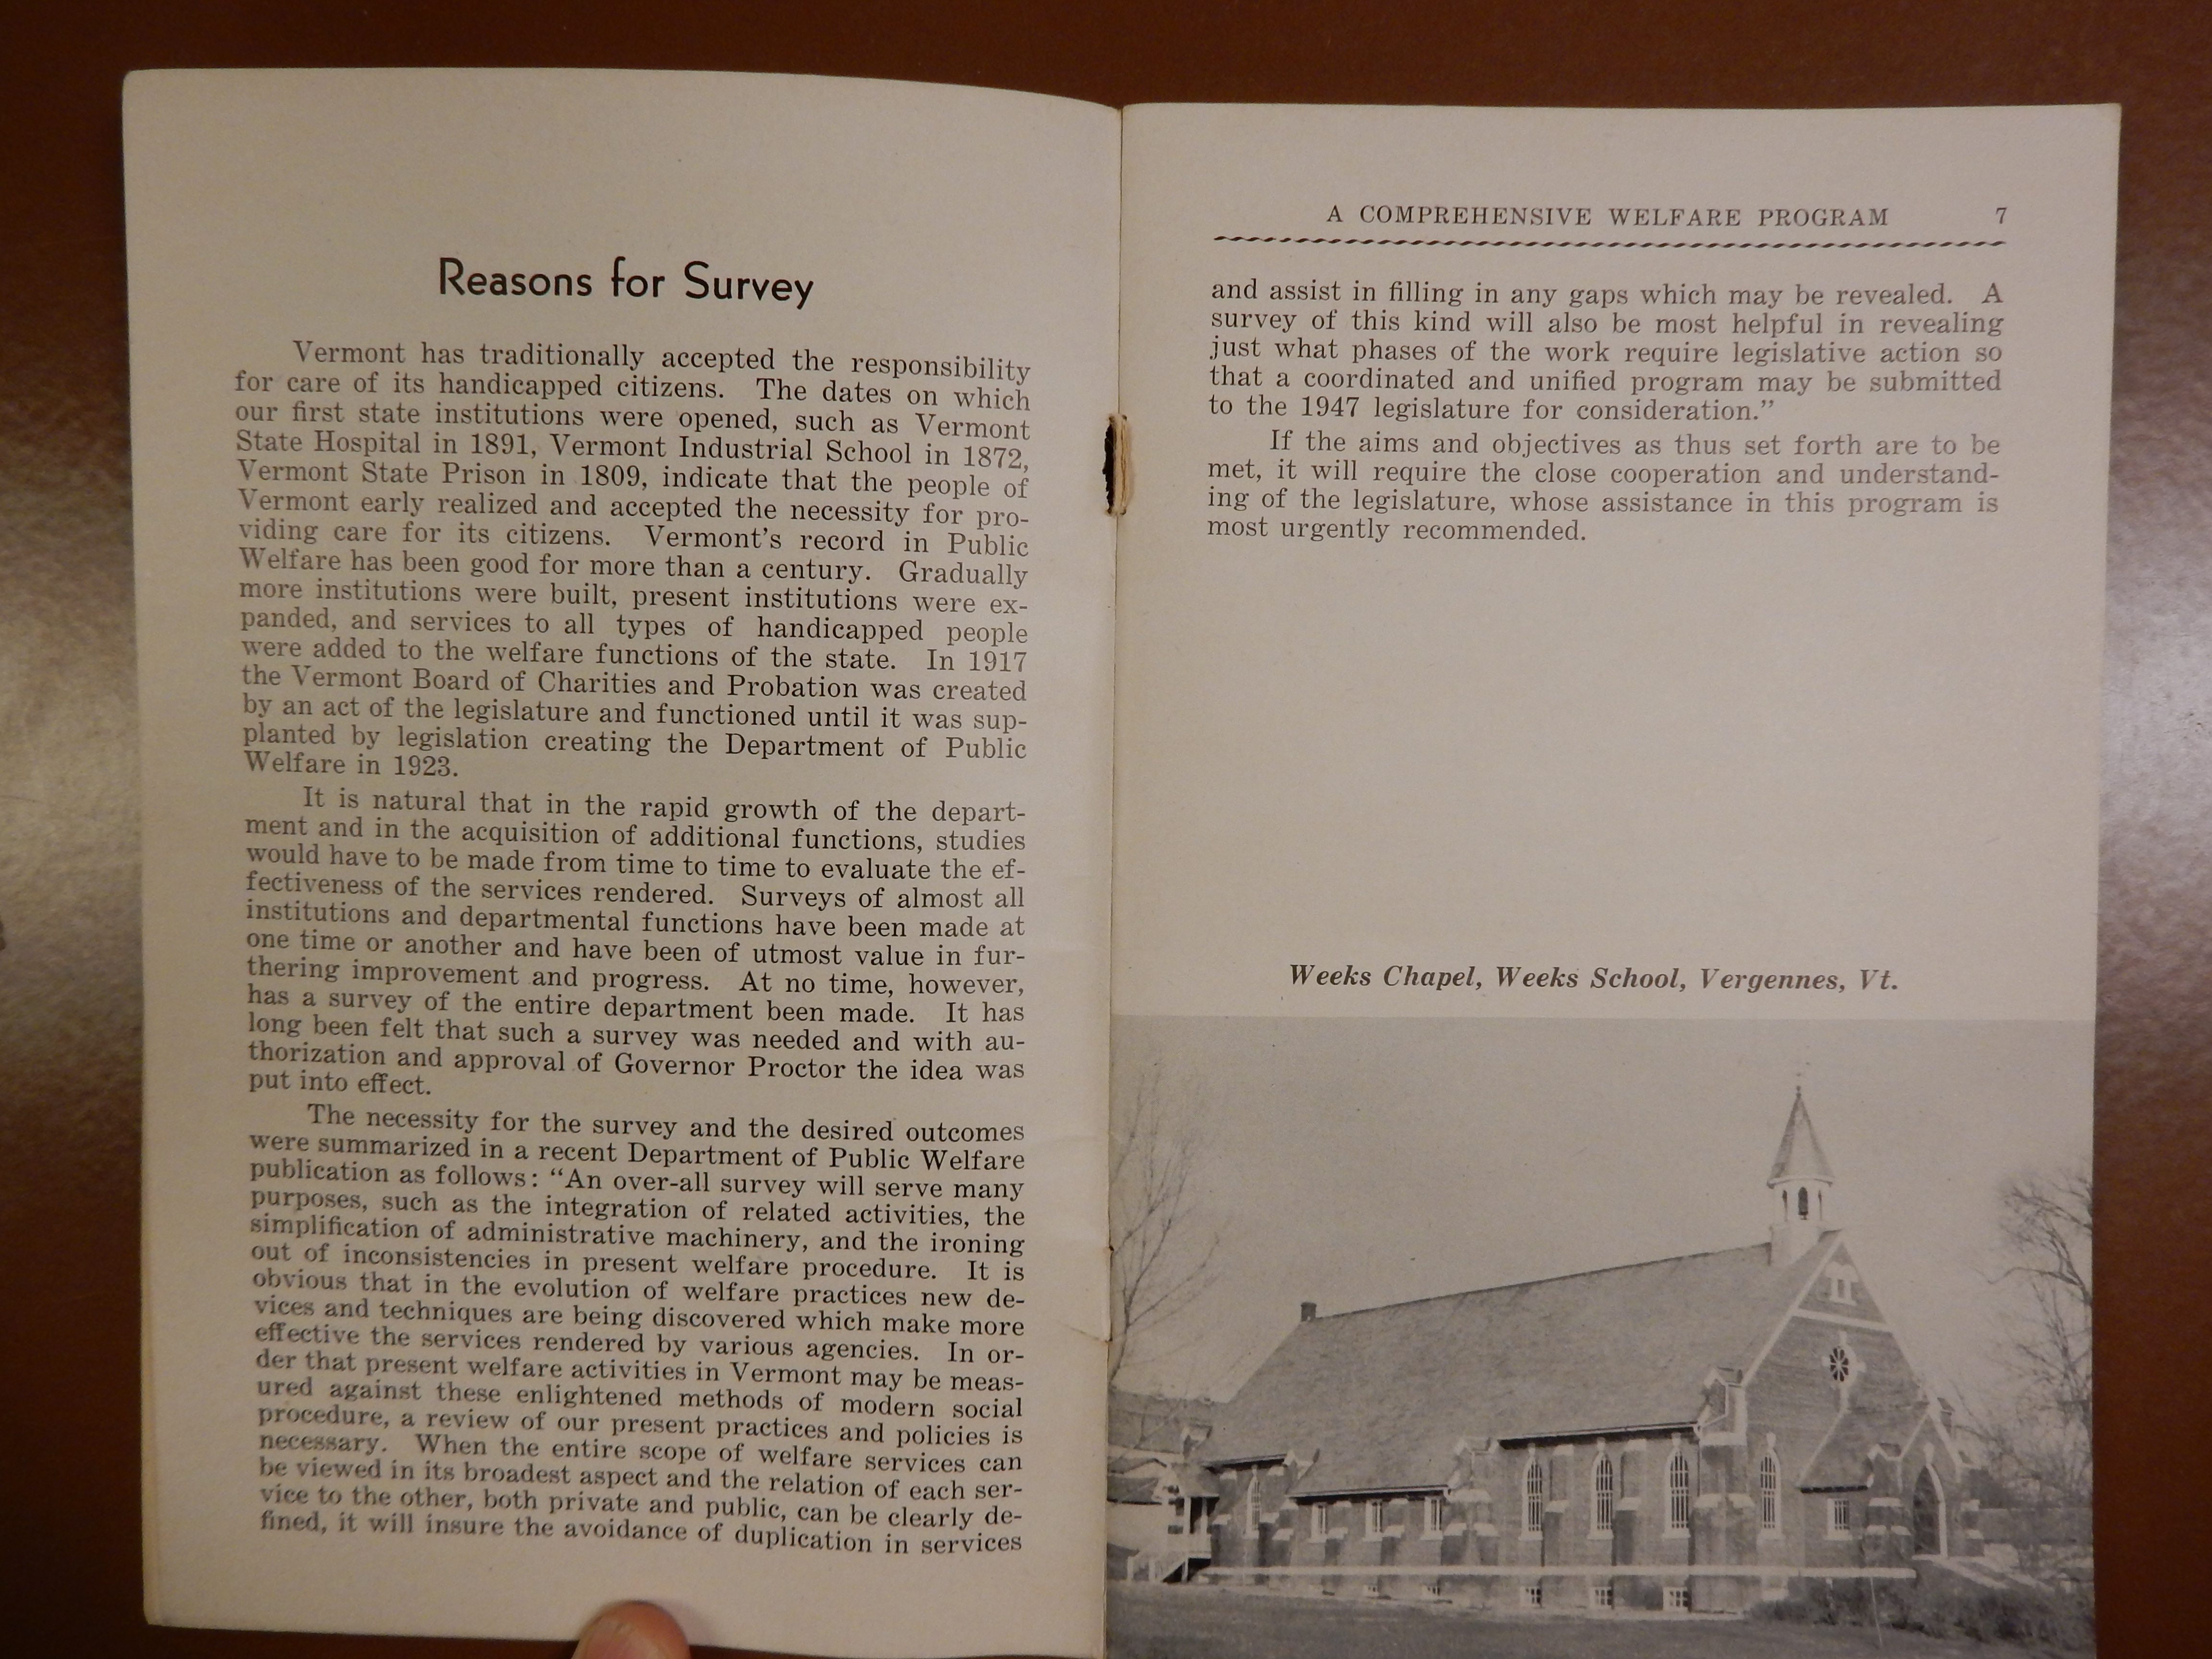 Reasons for Survey
Vermont has traditionally accepted the responsibility
for care of its handicapped citizens. The dates on which
our first state institutions were opened, such as Vermont
State Hospital in 1891, Vermont Industrial School in 1872,
Vermont State Prison in 1809, indicate that the people of
Vermont early realized and accepted the necessity for pro-
viding care for its citizens. Vermont's record in Public
Welfare has been good for more than a century. Gradually
more institutions were built, present institutions were ex-
panded, and services to all types of handicapped people
were added to the welfare functions of the state. In 1917
the Vermont Board of Charities and Probation was created
by an act of the legislature and functioned until it was sup-
planted by legislation creating the Department of Public
Welfare in 1923.
It is natural that in the rapid growth of the depart-
ment and in the acquisition of additional functions, studies
would have to be made from time to time to evaluate the ef-
fectiveness of the services rendered. Surveys of almost all
institutions and departmental functions have been made at
one time or another and have been of utmost value in fur-
thering improvement and progress. At no time, however,
has a survey of the entire department been made. It has
long been felt that such a survey was needed and with au-
thorization and approval of Governor Proctor the idea was
put into effect.
The necessity for the survey and the desired outcomes
were summarized in a recent Department of Public Welfare
publication as follows: "An over-all survey will serve many
purposes, such as the integration of related activities, the
simplification of administrative machinery, and the ironing
out of inconsistencies in present welfare procedure. It is
obvious that in the evolution of welfare practices new de-
vices and techniques are being discovered which make more
effective the services rendered by various agencies. In or-
der that present welfare activities in Vermont may be meas-
ured against these enlightened methods of modern social
procedure, a review of our present practices and policies is
necessary. When the entire scope of welfare services can
be viewed in its broadest aspect and the relation of each ser-
vice to the other, both private and public, can be clearly de-
fined, it will insure the avoidance of duplication in services
A COMPREHENSIVE WELFARE PROGRAM 7
and assist in filling in any gaps which may be revealed. A
survey of this kind will also be most helpful in revealing
just what phases of the work require legislative action so
that a coordinated and unified program may be submitted
to the 1947 legislature for consideration."
If the aims and objectives as thus set forth are to be
met, it will require the close cooperation and understand-
ing of the legislature, whose assistance in this program is
most urgently recommended.
Weeks Chapel, Weeks School, Vergennes, Vt.